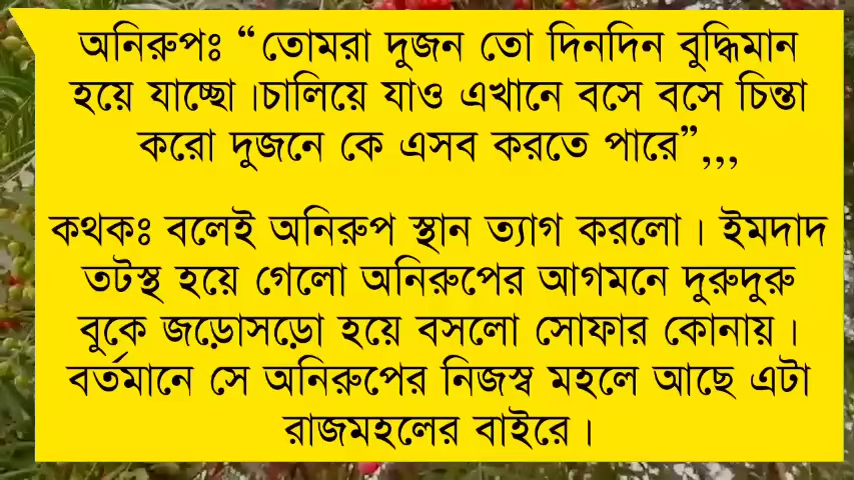 অনিরুপঃ “তোমরা দুজন তো দিনদিন বুদ্ধিমান
হয়ে যাচ্ছো।চালিয়ে যাও এখানে বসে বসে চিন্তা
করো দুজনে কে এসব করতে পারে”,,,
কথকঃ বলেই অনিরুপ স্থান ত্যাগ করলো। ইমদাদ
তটস্থ হয়ে গেলো অনিরুপের আগমনে দুরুদুরু
বুকে জড়োসড়ো হয়ে বসলো সোফার কোনায়।
বর্তমানে সে অনিরুপের নিজস্ব মহলে আছে এটা
রাজমহলের বাইরে।